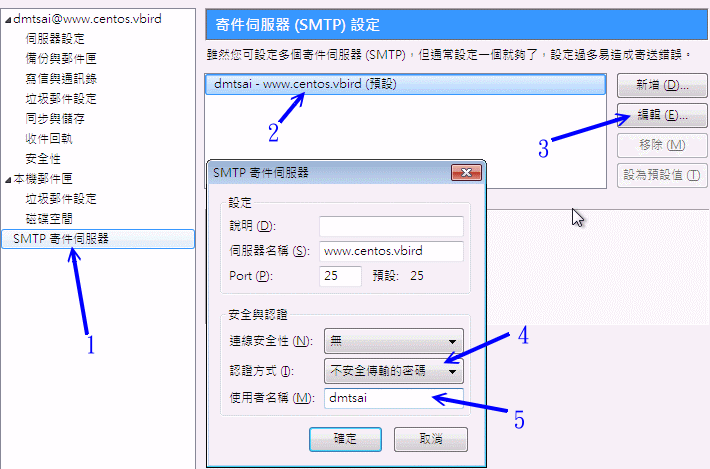 dmtsai@www.centos.vbird
伺服器設定
備份與郵件匣
寫信與通訊錄
垃圾郵件設定
同步與儲存
收件回執
安全性
本機郵件匣
垃圾郵件設定
磁碟空間
SMTP 寄件伺服器
1
寄件伺服器 (SMTP) 設定
雖然您可設定多個寄件伺服器 (SMTP)，但通常設定一個就夠了，設定過多易造成寄送錯誤。
dmtsai - www.centos.vbird (預設)
2
新增 (D)...
編輯 (E)...
3
移除 (M)
設為預設值 (T)
SMTP 寄件伺服器
設定
說明 (D):
伺服器名稱 (S): www.centos.vbird
Port (P): 25 預設: 25
安全與認證
連線安全性 (N): 無
認證方式 (I): 不安全傳輸的密碼
4
使用者名稱 (M): dmtsai
5
確定 取消